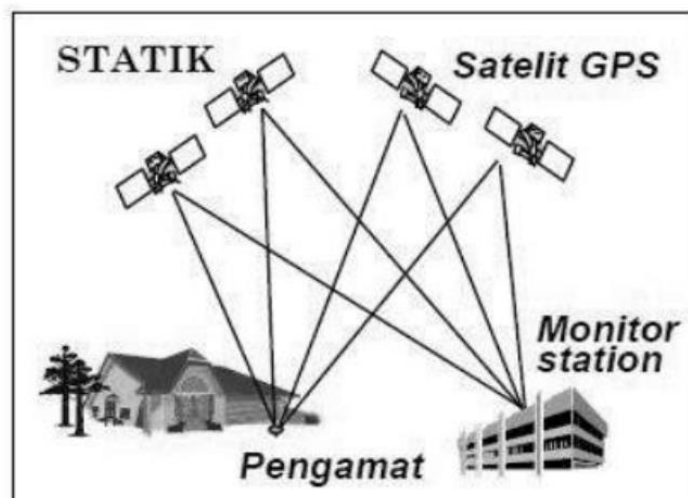 STATIK
Satelit GPS
Monitor
station
Pengamat